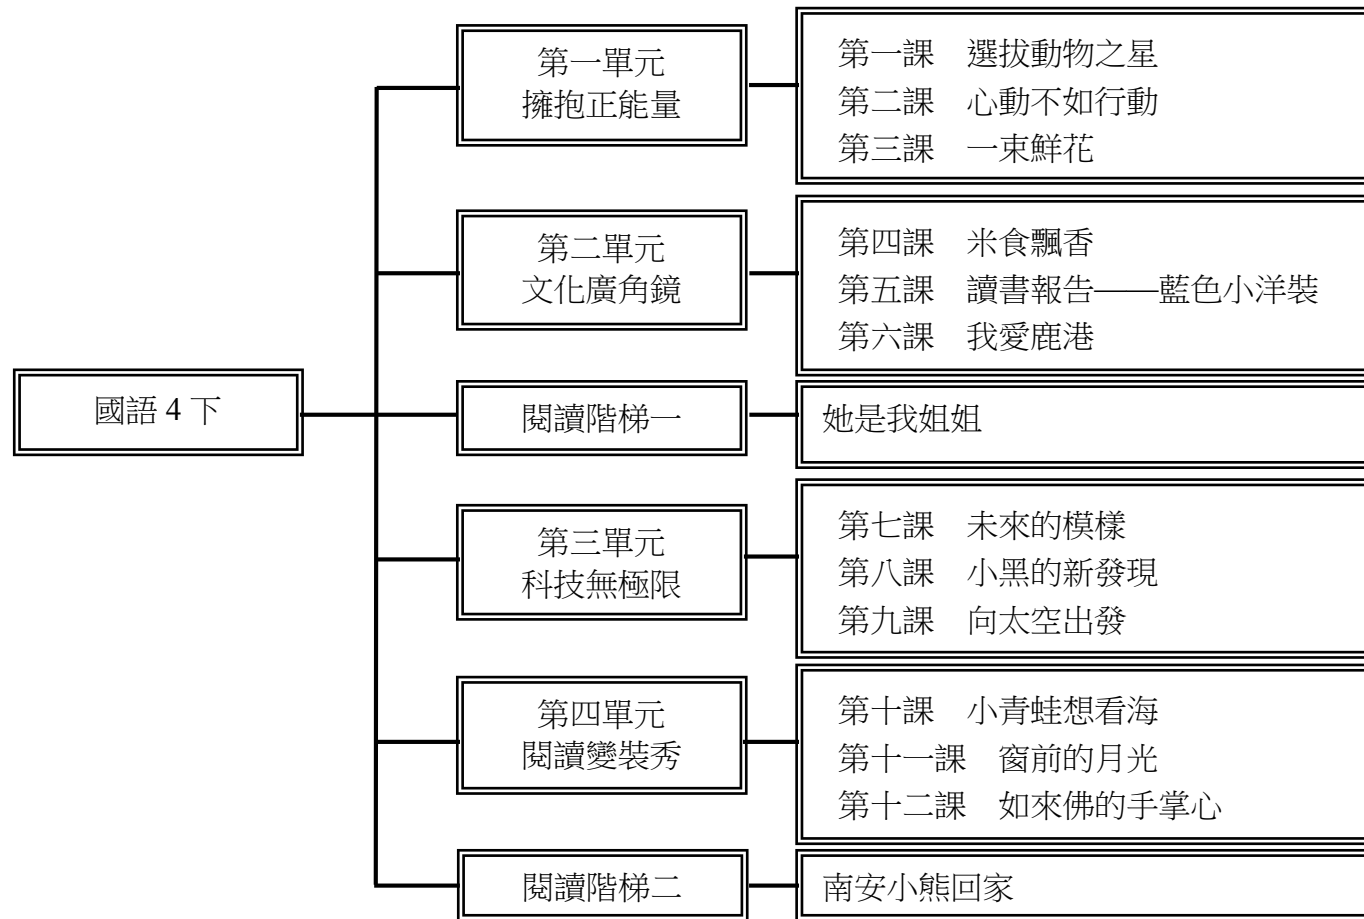 國語 4 下
第一單元
擁抱正能量
第一課　選拔動物之星
第二課　心動不如行動
第三課　一束鮮花
第二單元
文化廣角鏡
第四課　米食飄香
第五課　讀書報告——藍色小洋裝
第六課　我愛鹿港
閱讀階梯一
她是我姐姐
第三單元
科技無極限
第七課　未來的模樣
第八課　小黑的新發現
第九課　向太空出發
第四單元
閱讀變裝秀
第十課　小青蛙想看海
第十一課　窗前的月光
第十二課　如來佛的手掌心
閱讀階梯二
南安小熊回家